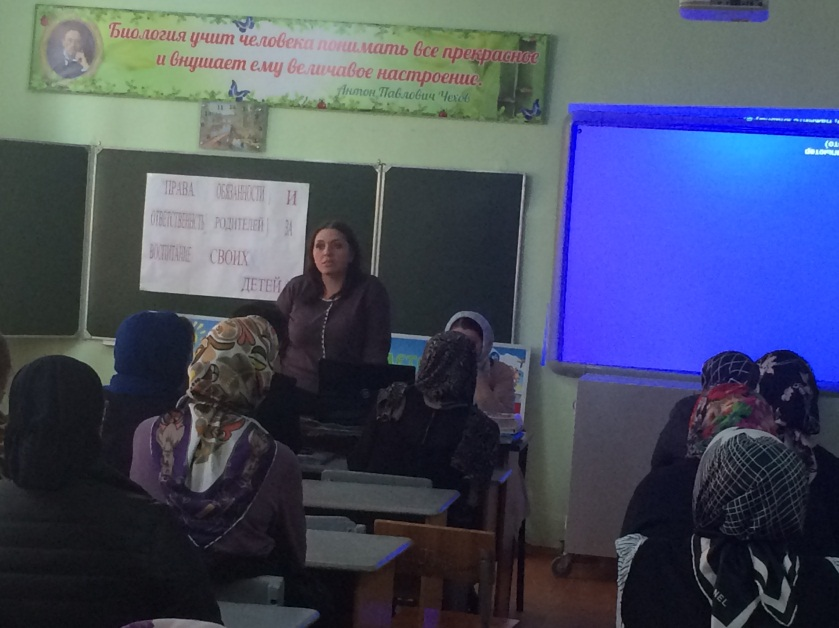 Биология учит человека понимать все прекрасное
и внушает ему величавое настроение.
Антон Павлович Чехов
ПРАВА ОБЯЗАННОСТИ И
ОТВЕТСТВЕННОСТЬ РОДИТЕЛЕЙ ЗА
ВОСПИТАНИЕ СВОИХ
ДЕТЕЙ
NEL